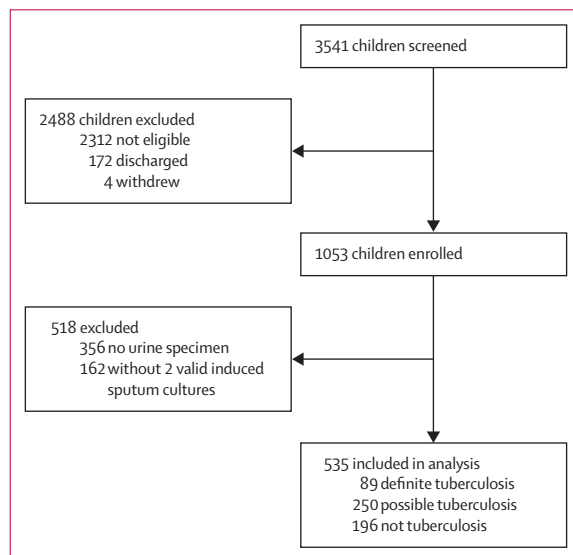 3541 children screened
2488 children excluded
2312 not eligible
172 discharged
4 withdrew
1053 children enrolled
518 excluded
356 no urine specimen
162 without 2 valid induced
sputum cultures
535 included in analysis
89 definite tuberculosis
250 possible tuberculosis
196 not tuberculosis